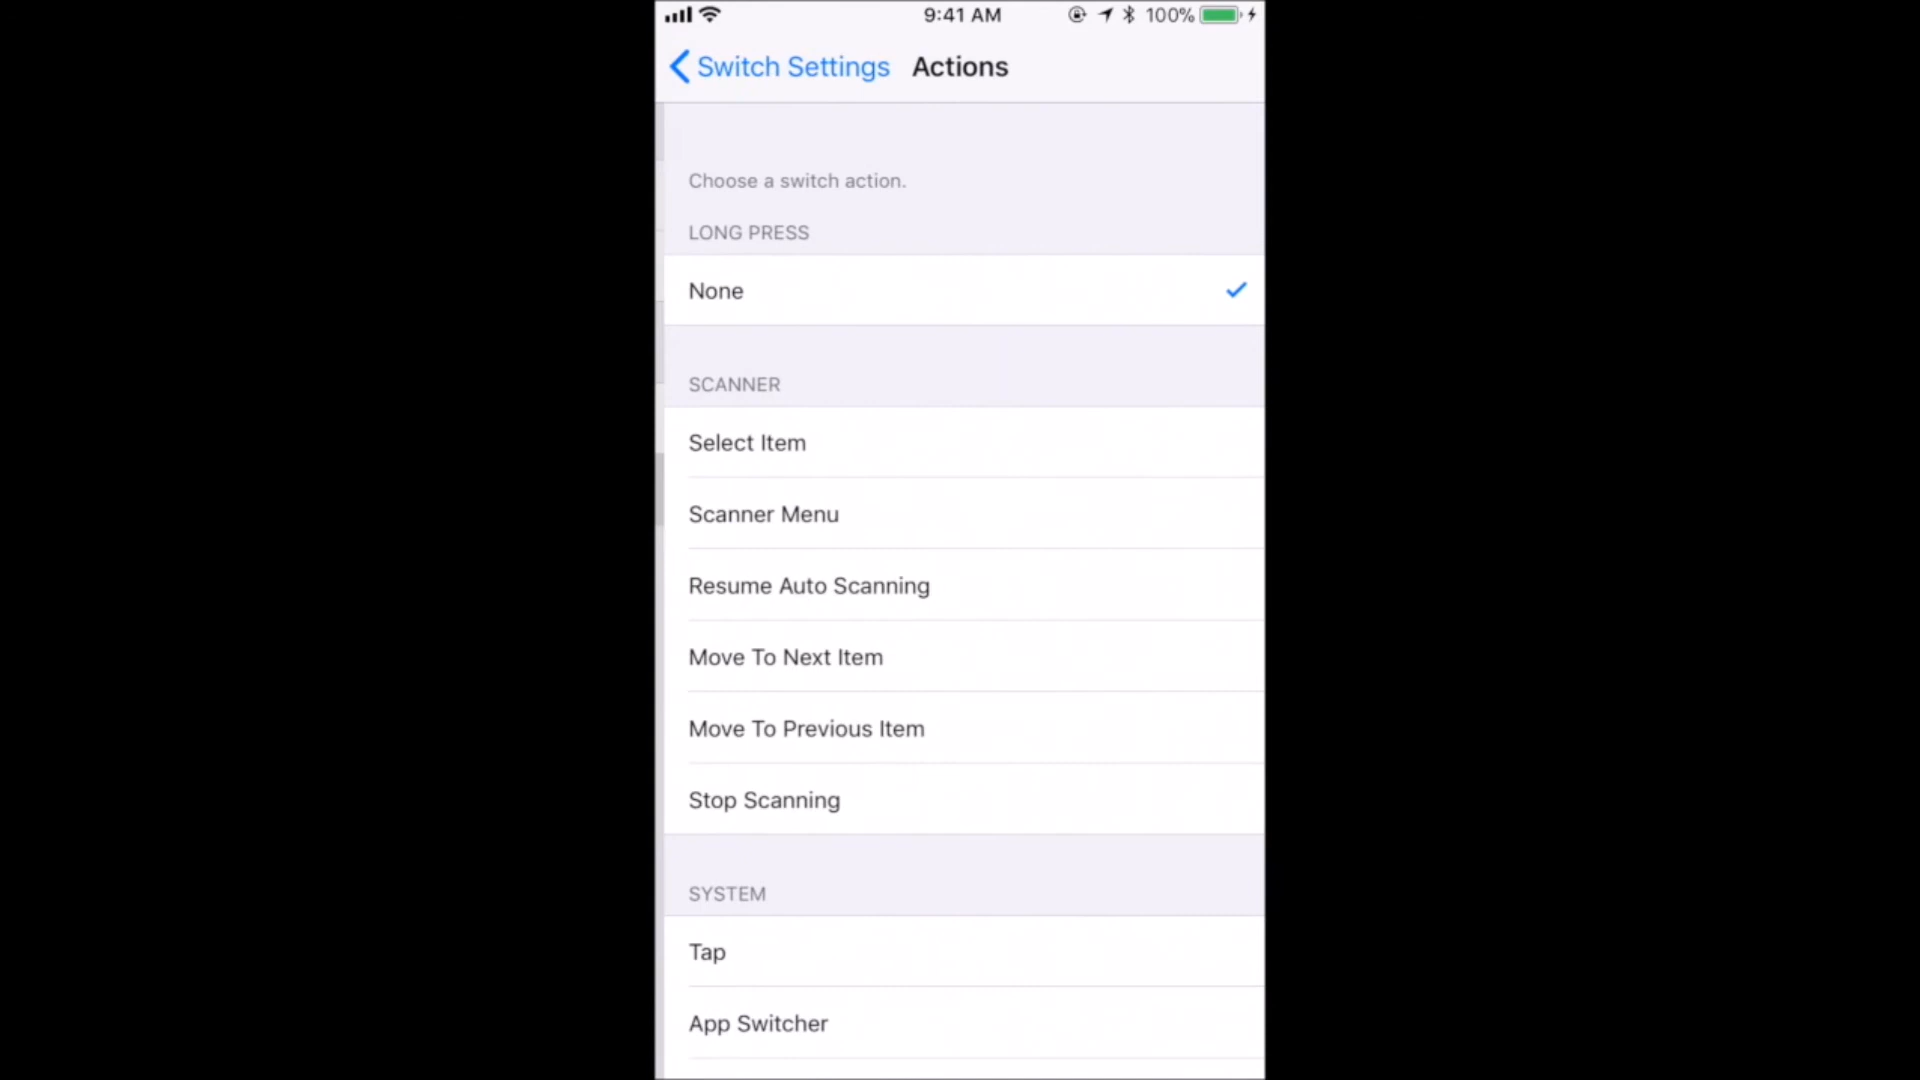 9:41 AM
100%
Switch Settings
Actions
Choose a switch action.
LONG PRESS
None
SCANNER
Select Item
Scanner Menu
Resume Auto Scanning
Move To Next Item
Move To Previous Item
Stop Scanning
SYSTEM
Tap
App Switcher